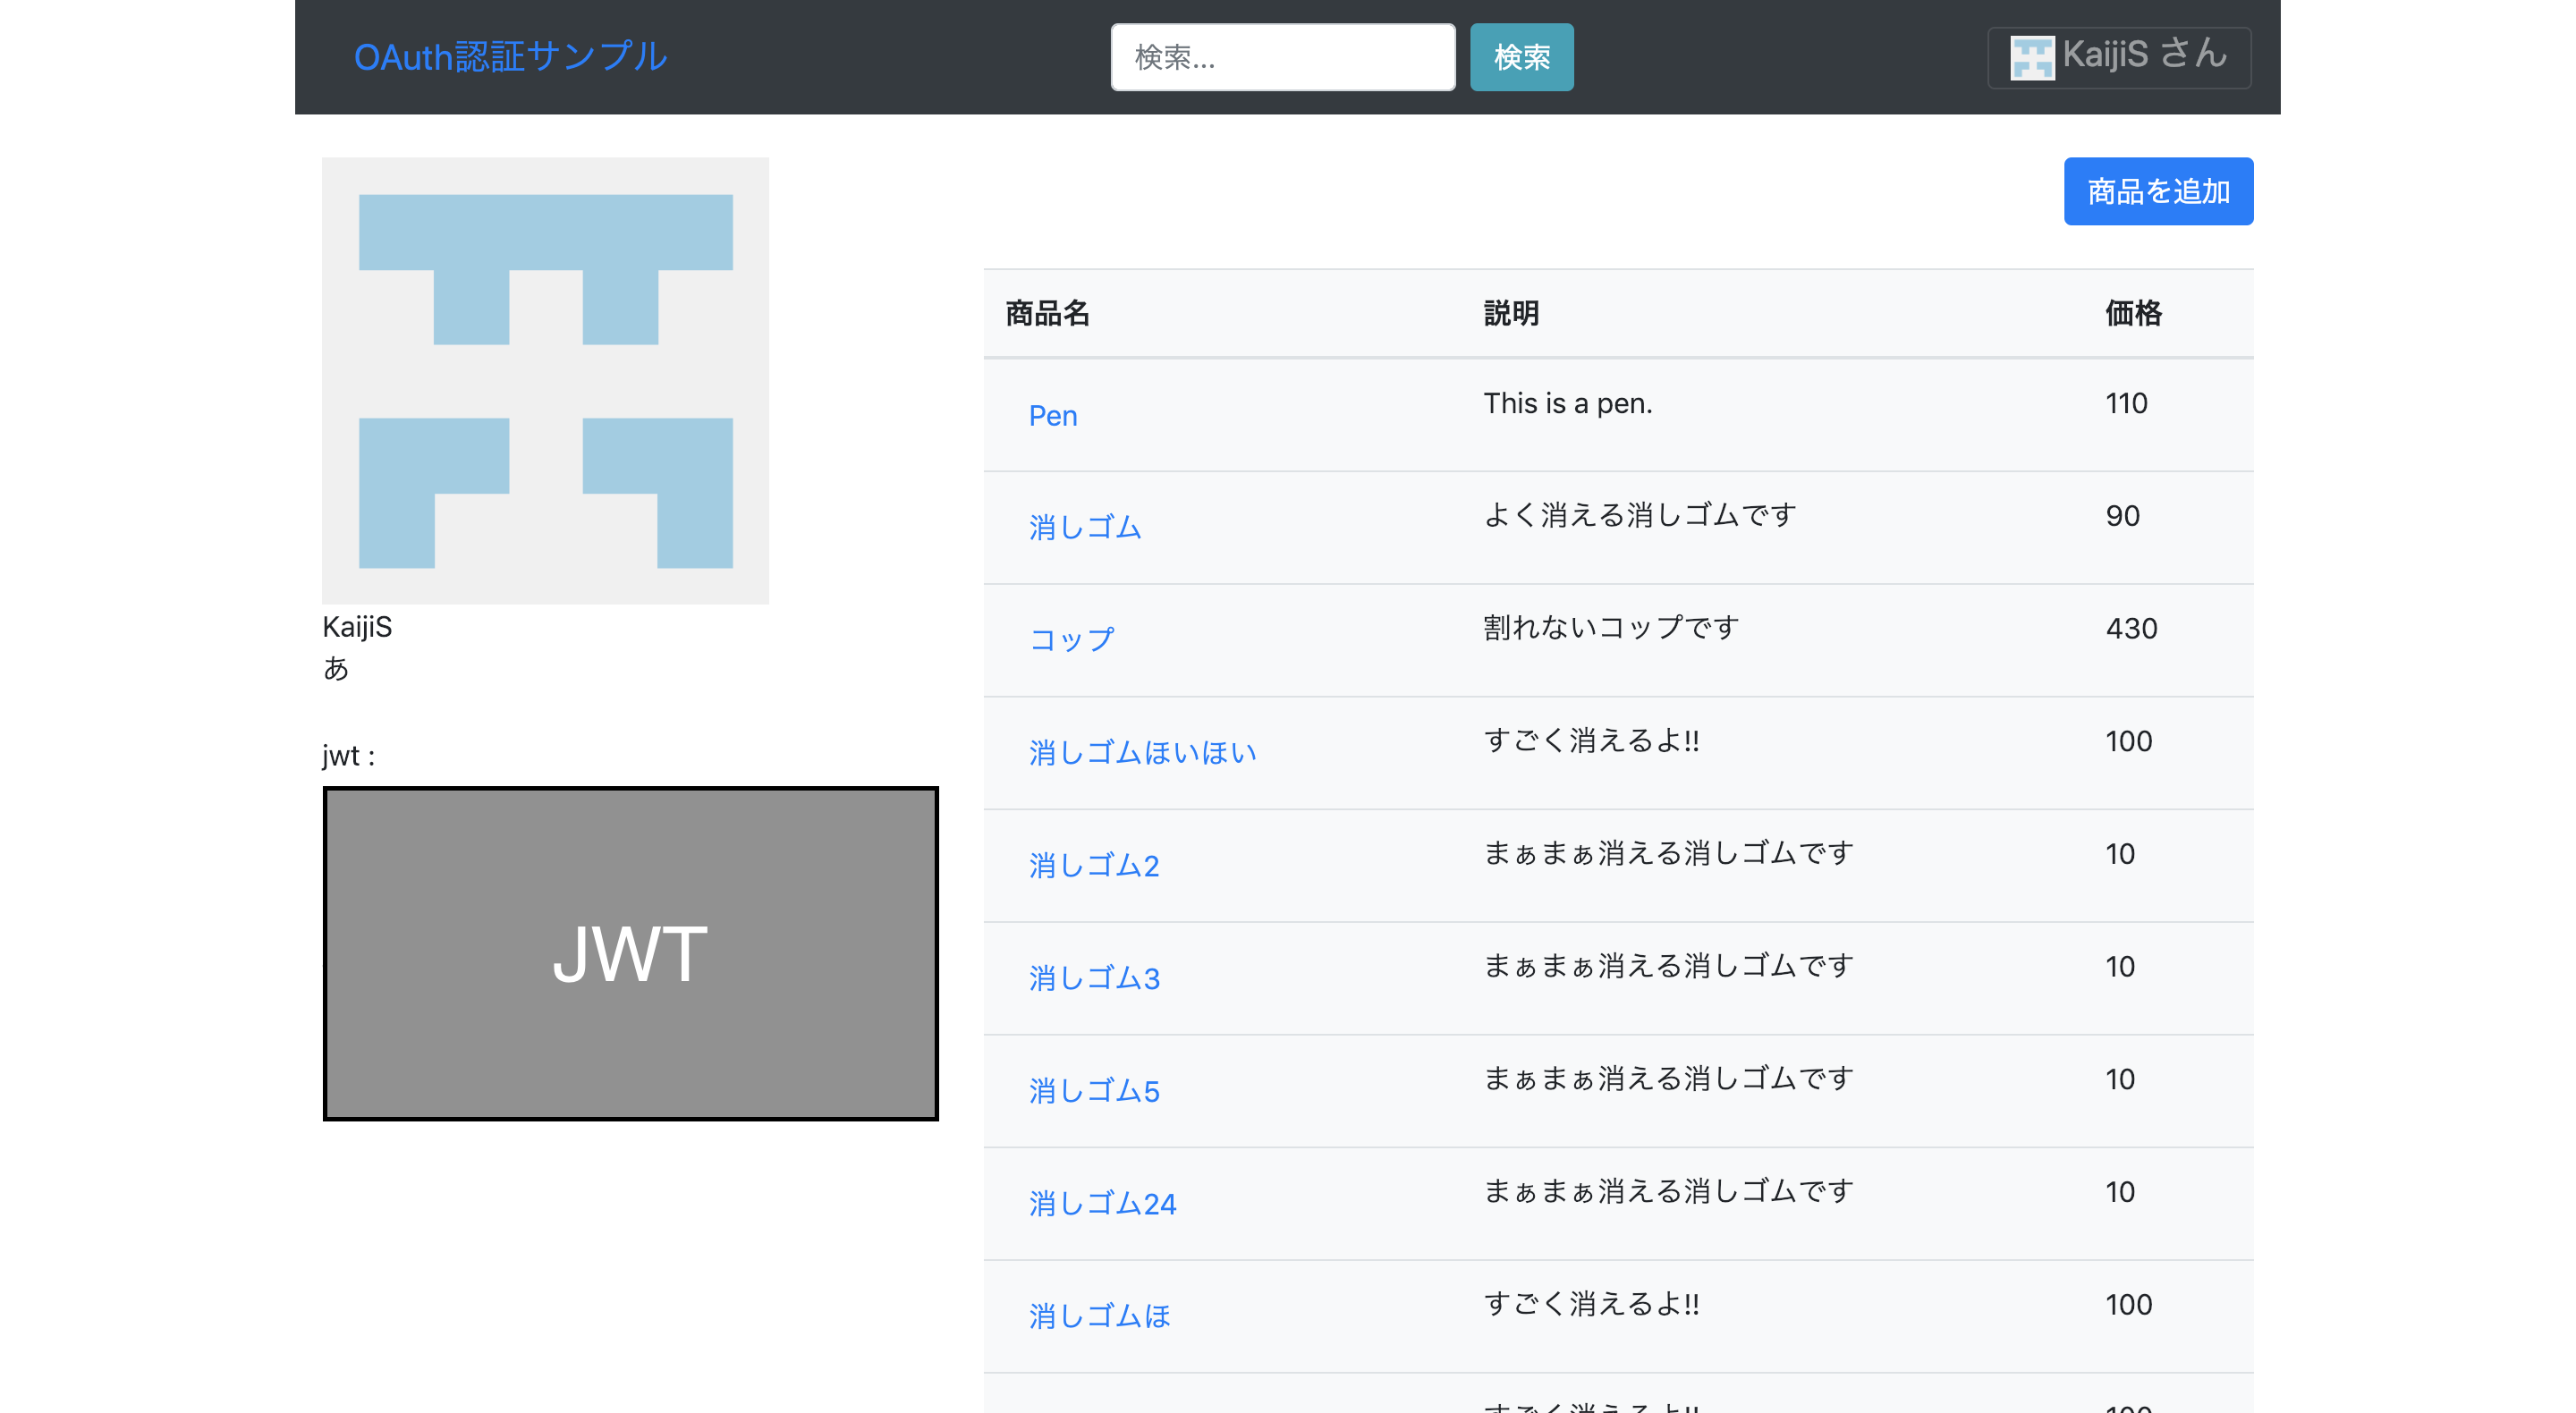 OAuth認証サンプル 検索... 検索 KaijiS さん
商品を追加
KaijiS
あ
jwt :
JWT
商品名 説明 価格
Pen This is a pen. 110
消しゴム よく消える消しゴムです 90
コップ 割れないコップです 430
消しゴムほいほい すごく消えるよ!! 100
消しゴム2 まぁまぁ消える消しゴムです 10
消しゴム3 まぁまぁ消える消しゴムです 10
消しゴム5 まぁまぁ消える消しゴムです 10
消しゴム24 まぁまぁ消える消しゴムです 10
消しゴムほ すごく消えるよ!! 100
すごく消えるよ!! 100